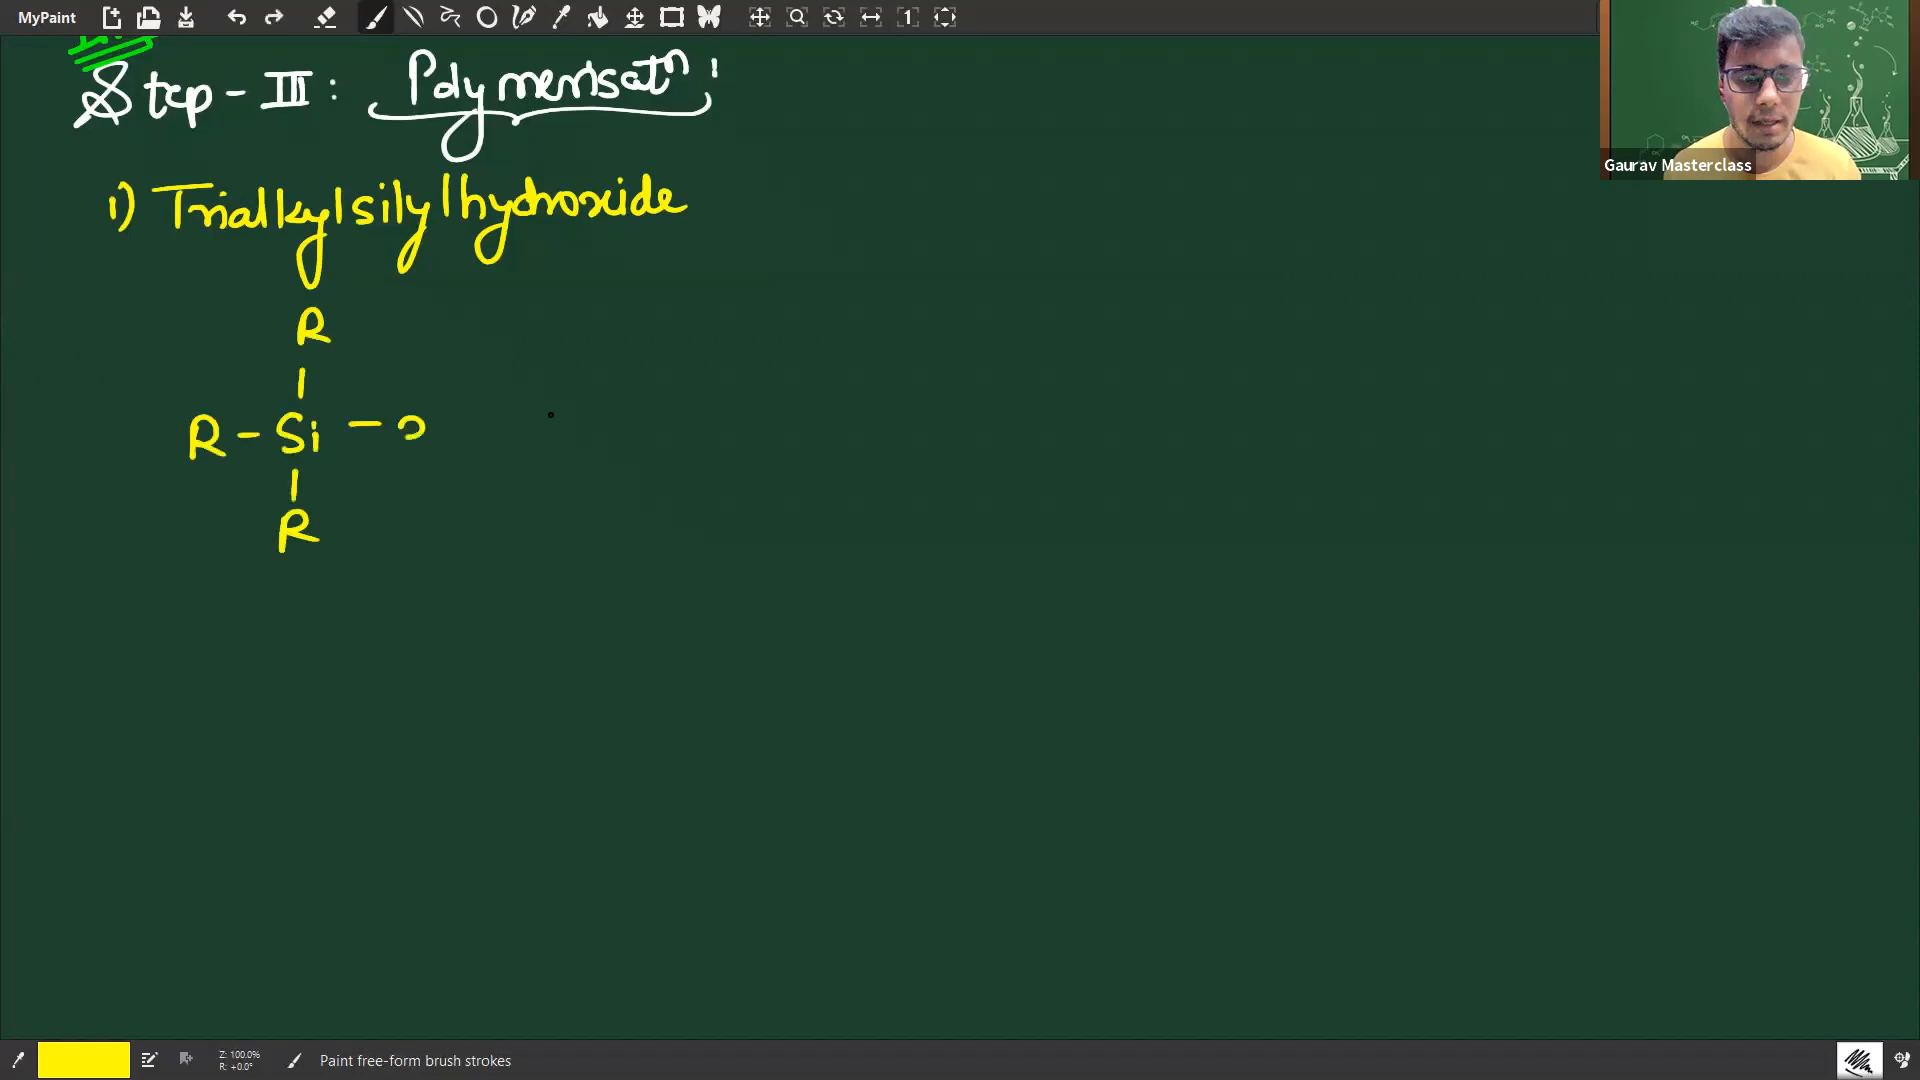 MyPaint
Step - III : Polymerisatⁿ :
Gaurav Masterclass
1) Trialkylsilylhydroxide
R
R - Si - O
R
Z: 100.0%
R: +0.0°
Paint free-form brush strokes